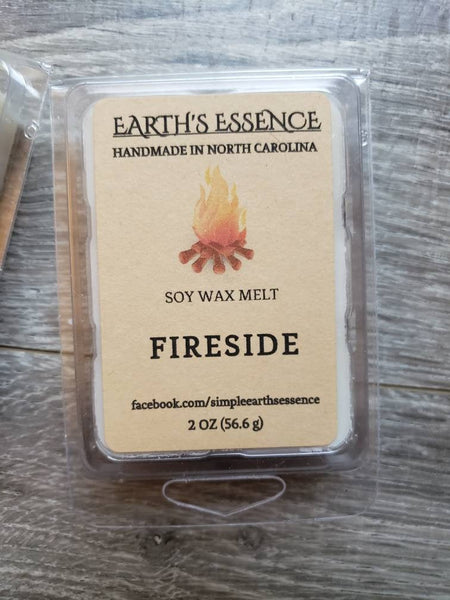 EARTH'S ESSENCE
HANDMADE IN NORTH CAROLINA
SOY WAX MELT
FIRESIDE
facebook.com/simpleearthsessence
2 OZ (56.6 g)